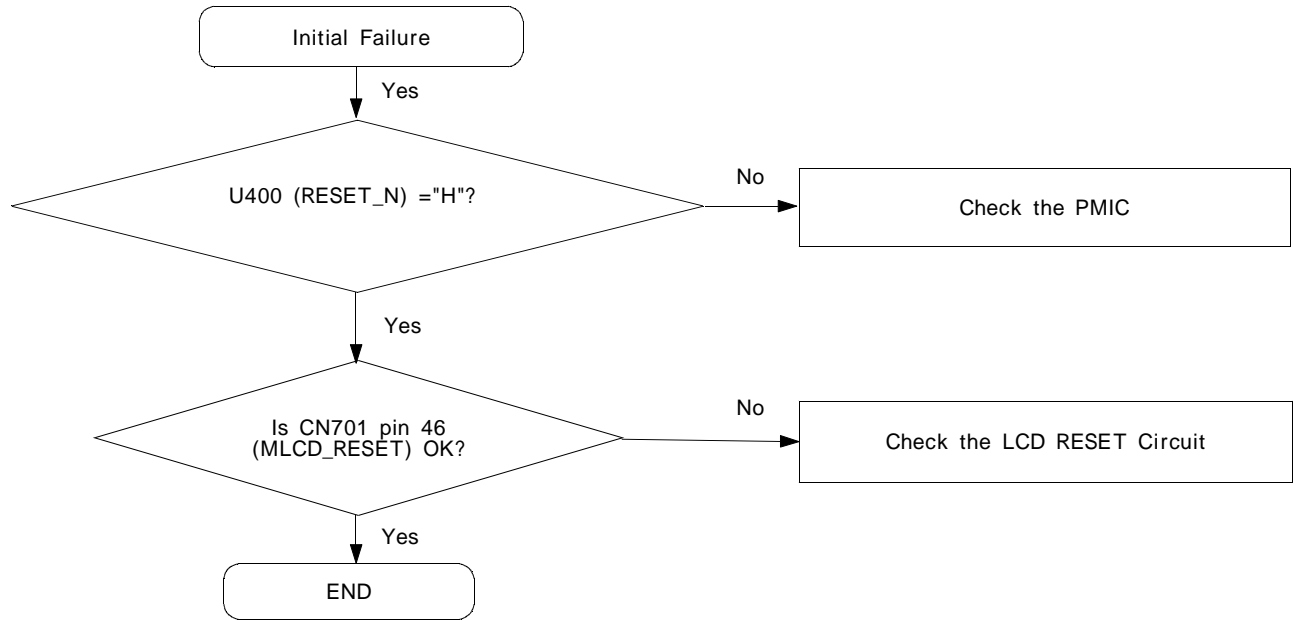 Initial Failure
Yes
U400 (RESET_N) ="H"?
No
Check the PMIC
Yes
Is CN701 pin 46
(MLCD_RESET) OK?
No
Check the LCD RESET Circuit
Yes
END